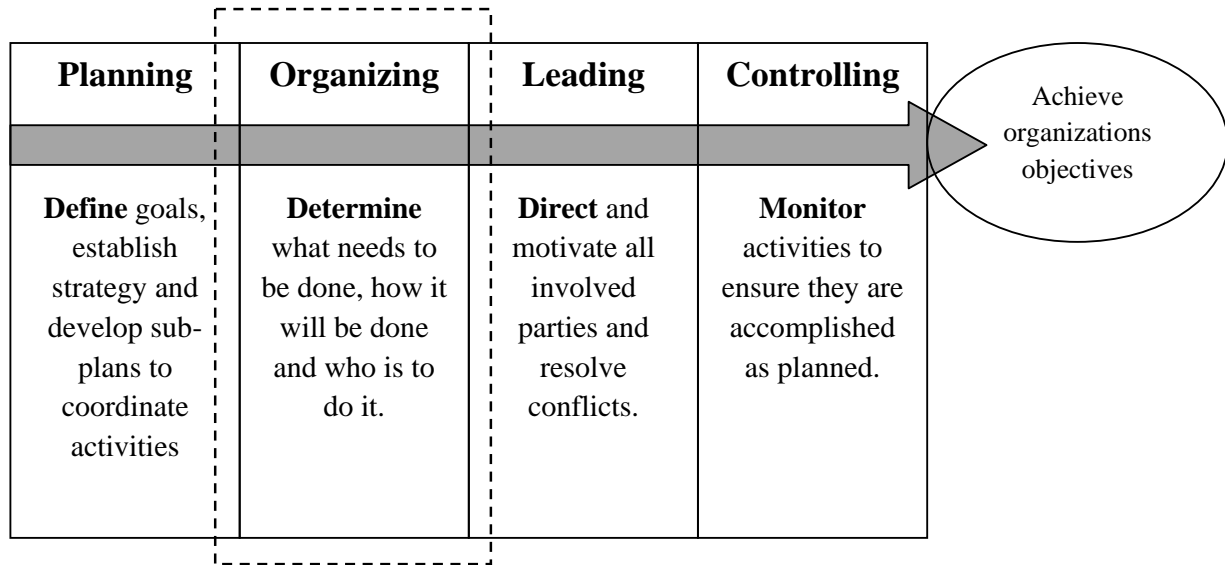 Planning
Define goals,
establish
strategy and
develop sub-
plans to
coordinate
activities
Organizing
Determine
what needs to
be done, how it
will be done
and who is to
do it.
Leading
Direct and
motivate all
involved
parties and
resolve
conflicts.
Controlling
Monitor
activities to
ensure they are
accomplished
as planned.
Achieve
organizations
objectives